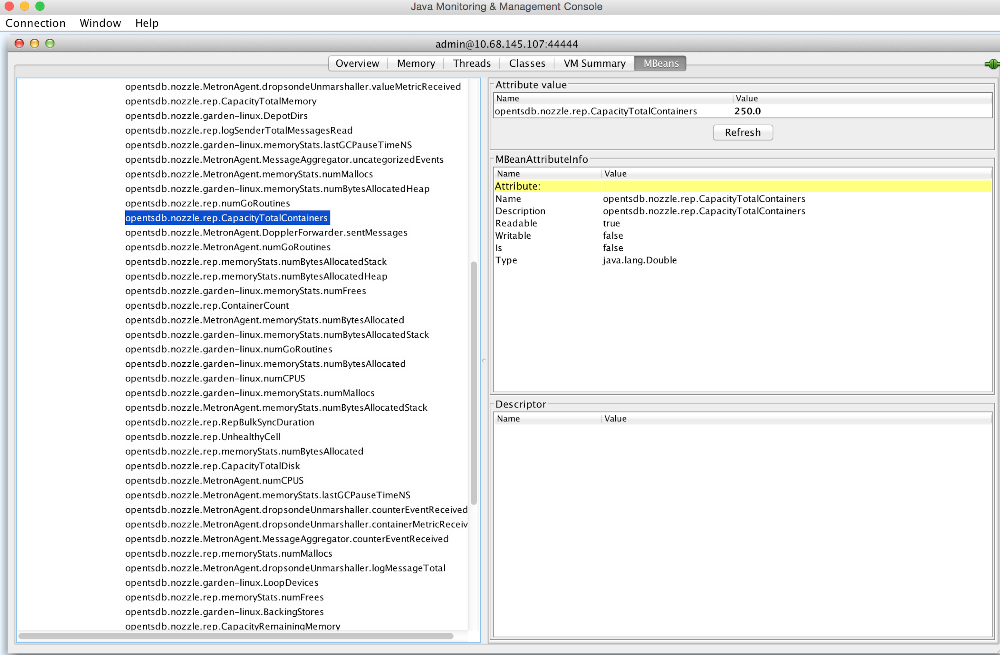 Java Monitoring & Management Console
Connection Window Help
admin@10.68.145.107:44444
Overview Memory Threads Classes VM Summary MBeans
opentsdb.nozzle.MetronAgent.dropsondeUnmarshaller.valueMetricReceived
opentsdb.nozzle.rep.CapacityTotalMemory
opentsdb.nozzle.garden-linux.DepotDirs
opentsdb.nozzle.rep.logSenderTotalMessagesRead
opentsdb.nozzle.garden-linux.memoryStats.lastGCPauseTimeNS
opentsdb.nozzle.MetronAgent.MessageAggregator.uncategorizedEvents
opentsdb.nozzle.MetronAgent.memoryStats.numMallocs
opentsdb.nozzle.garden-linux.memoryStats.numBytesAllocatedHeap
opentsdb.nozzle.rep.numGoRoutines
opentsdb.nozzle.rep.CapacityTotalContainers
opentsdb.nozzle.MetronAgent.DopplerForwarder.sentMessages
opentsdb.nozzle.MetronAgent.numGoRoutines
opentsdb.nozzle.rep.memoryStats.numBytesAllocatedStack
opentsdb.nozzle.rep.memoryStats.numBytesAllocatedHeap
opentsdb.nozzle.garden-linux.memoryStats.numFrees
opentsdb.nozzle.rep.ContainerCount
opentsdb.nozzle.MetronAgent.memoryStats.numBytesAllocated
opentsdb.nozzle.garden-linux.memoryStats.numBytesAllocatedStack
opentsdb.nozzle.garden-linux.numGoRoutines
opentsdb.nozzle.garden-linux.memoryStats.numBytesAllocated
opentsdb.nozzle.garden-linux.numCPUS
opentsdb.nozzle.garden-linux.memoryStats.numMallocs
opentsdb.nozzle.MetronAgent.memoryStats.numBytesAllocatedStack
opentsdb.nozzle.rep.RepBulkSyncDuration
opentsdb.nozzle.rep.UnhealthyCell
opentsdb.nozzle.rep.memoryStats.numBytesAllocated
opentsdb.nozzle.rep.CapacityTotalDisk
opentsdb.nozzle.MetronAgent.numCPUS
opentsdb.nozzle.MetronAgent.memoryStats.lastGCPauseTimeNS
opentsdb.nozzle.MetronAgent.dropsondeUnmarshaller.counterEventReceived
opentsdb.nozzle.MetronAgent.dropsondeUnmarshaller.containerMetricReceiv
opentsdb.nozzle.MetronAgent.MessageAggregator.counterEventReceived
opentsdb.nozzle.rep.memoryStats.numMallocs
opentsdb.nozzle.MetronAgent.dropsondeUnmarshaller.logMessageTotal
opentsdb.nozzle.garden-linux.LoopDevices
opentsdb.nozzle.rep.memoryStats.numFrees
opentsdb.nozzle.garden-linux.BackingStores
opentsdb.nozzle.rep.CapacityRemainingMemory
Attribute value
Name Value
opentsdb.nozzle.rep.CapacityTotalContainers 250.0
Refresh
MBeanAttributeInfo
Name Value
Attribute:
Name opentsdb.nozzle.rep.CapacityTotalContainers
Description opentsdb.nozzle.rep.CapacityTotalContainers
Readable true
Writable false
Is false
Type java.lang.Double
Descriptor
Name Value